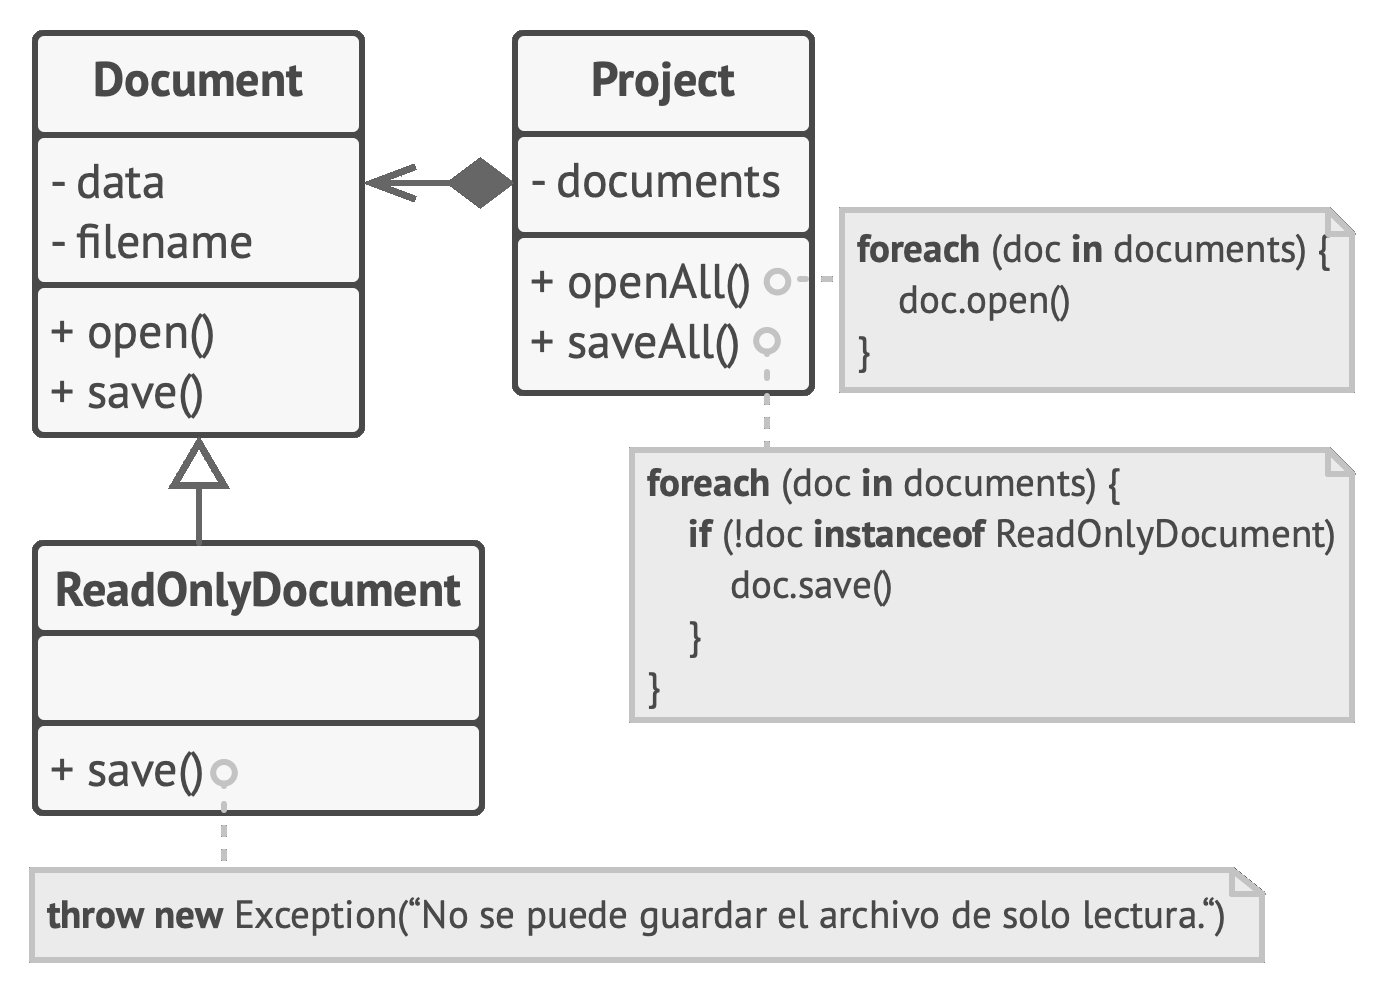 Document
- data
- filename
+ open()
+ save()
Project
- documents
+ openAll()
+ saveAll()
foreach (doc in documents) {
doc.open()
}
foreach (doc in documents) {
if (!doc instanceof ReadOnlyDocument)
doc.save()
}
}
ReadOnlyDocument
+ save()
throw new Exception(“No se puede guardar el archivo de solo lectura.“)